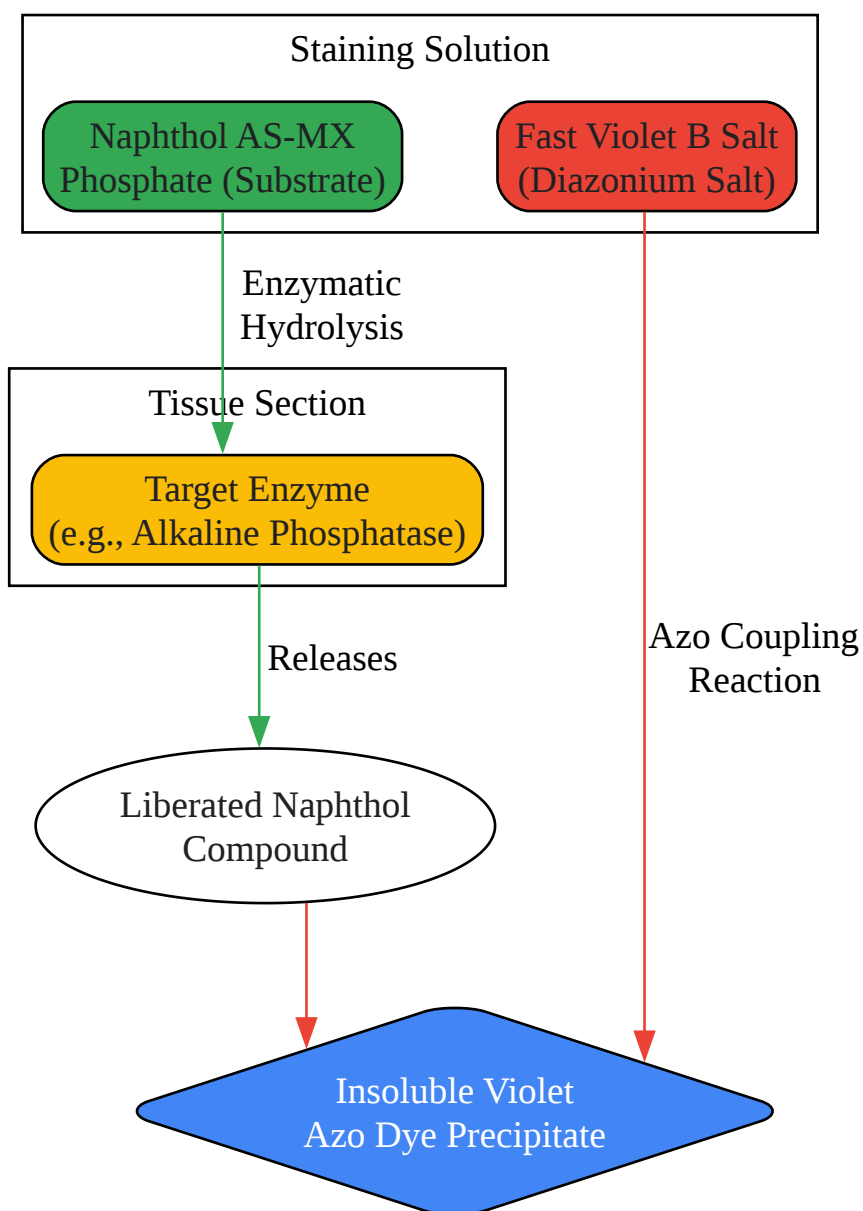 Staining Solution
Naphthol AS-MX
Phosphate (Substrate)
Fast Violet B Salt
(Diazonium Salt)
Enzymatic
Hydrolysis
Tissue Section
Target Enzyme
(e.g., Alkaline Phosphatase)
Releases
Azo Coupling
Reaction
Liberated Naphthol
Compound
Insoluble Violet
Azo Dye Precipitate